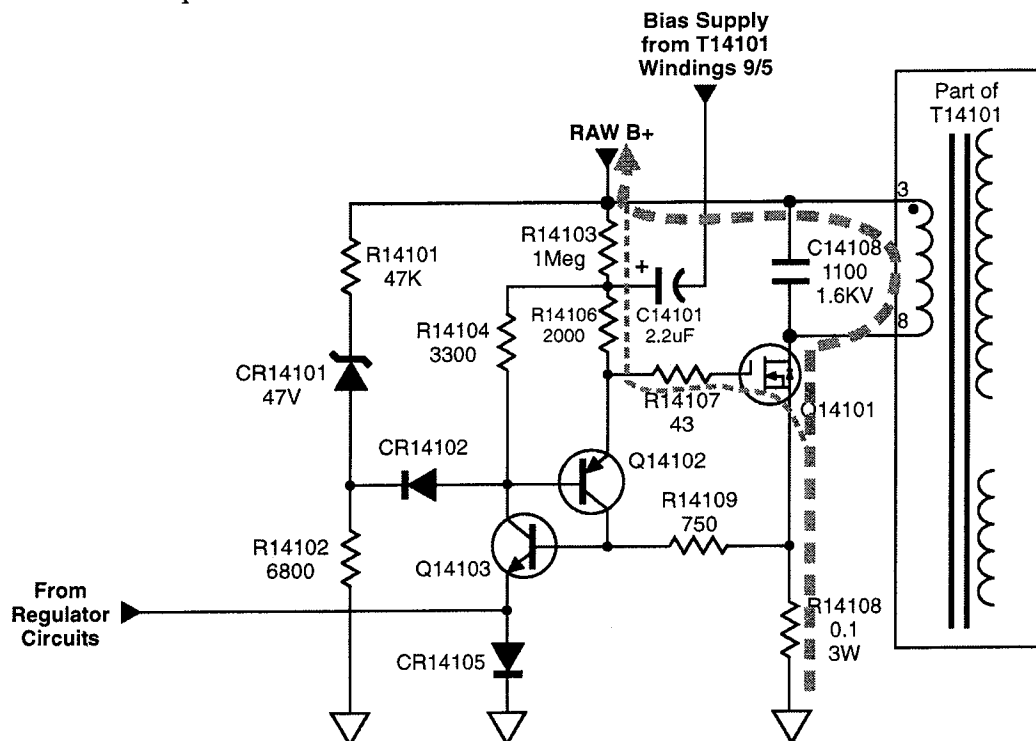 Bias Supply
from T14101
Windings 9/5
Part of
T14101
RAW B+
3
R14103
1Meg
R14101
47K
C14108
1100
1.6KV
+
C14101
2.2uF
R14106
2000
R14104
3300
8
CR14101
47V
R14107
43
Q14101
CR14102
Q14102
R14109
750
R14102
6800
Q14103
From
Regulator
Circuits
R14108
0.1
3W
CR14105